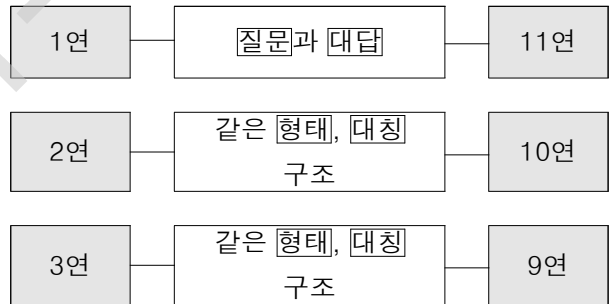 1연
질문과 대답
11연
2연
같은 형태, 대칭
구조
10연
3연
같은 형태, 대칭
구조
9연